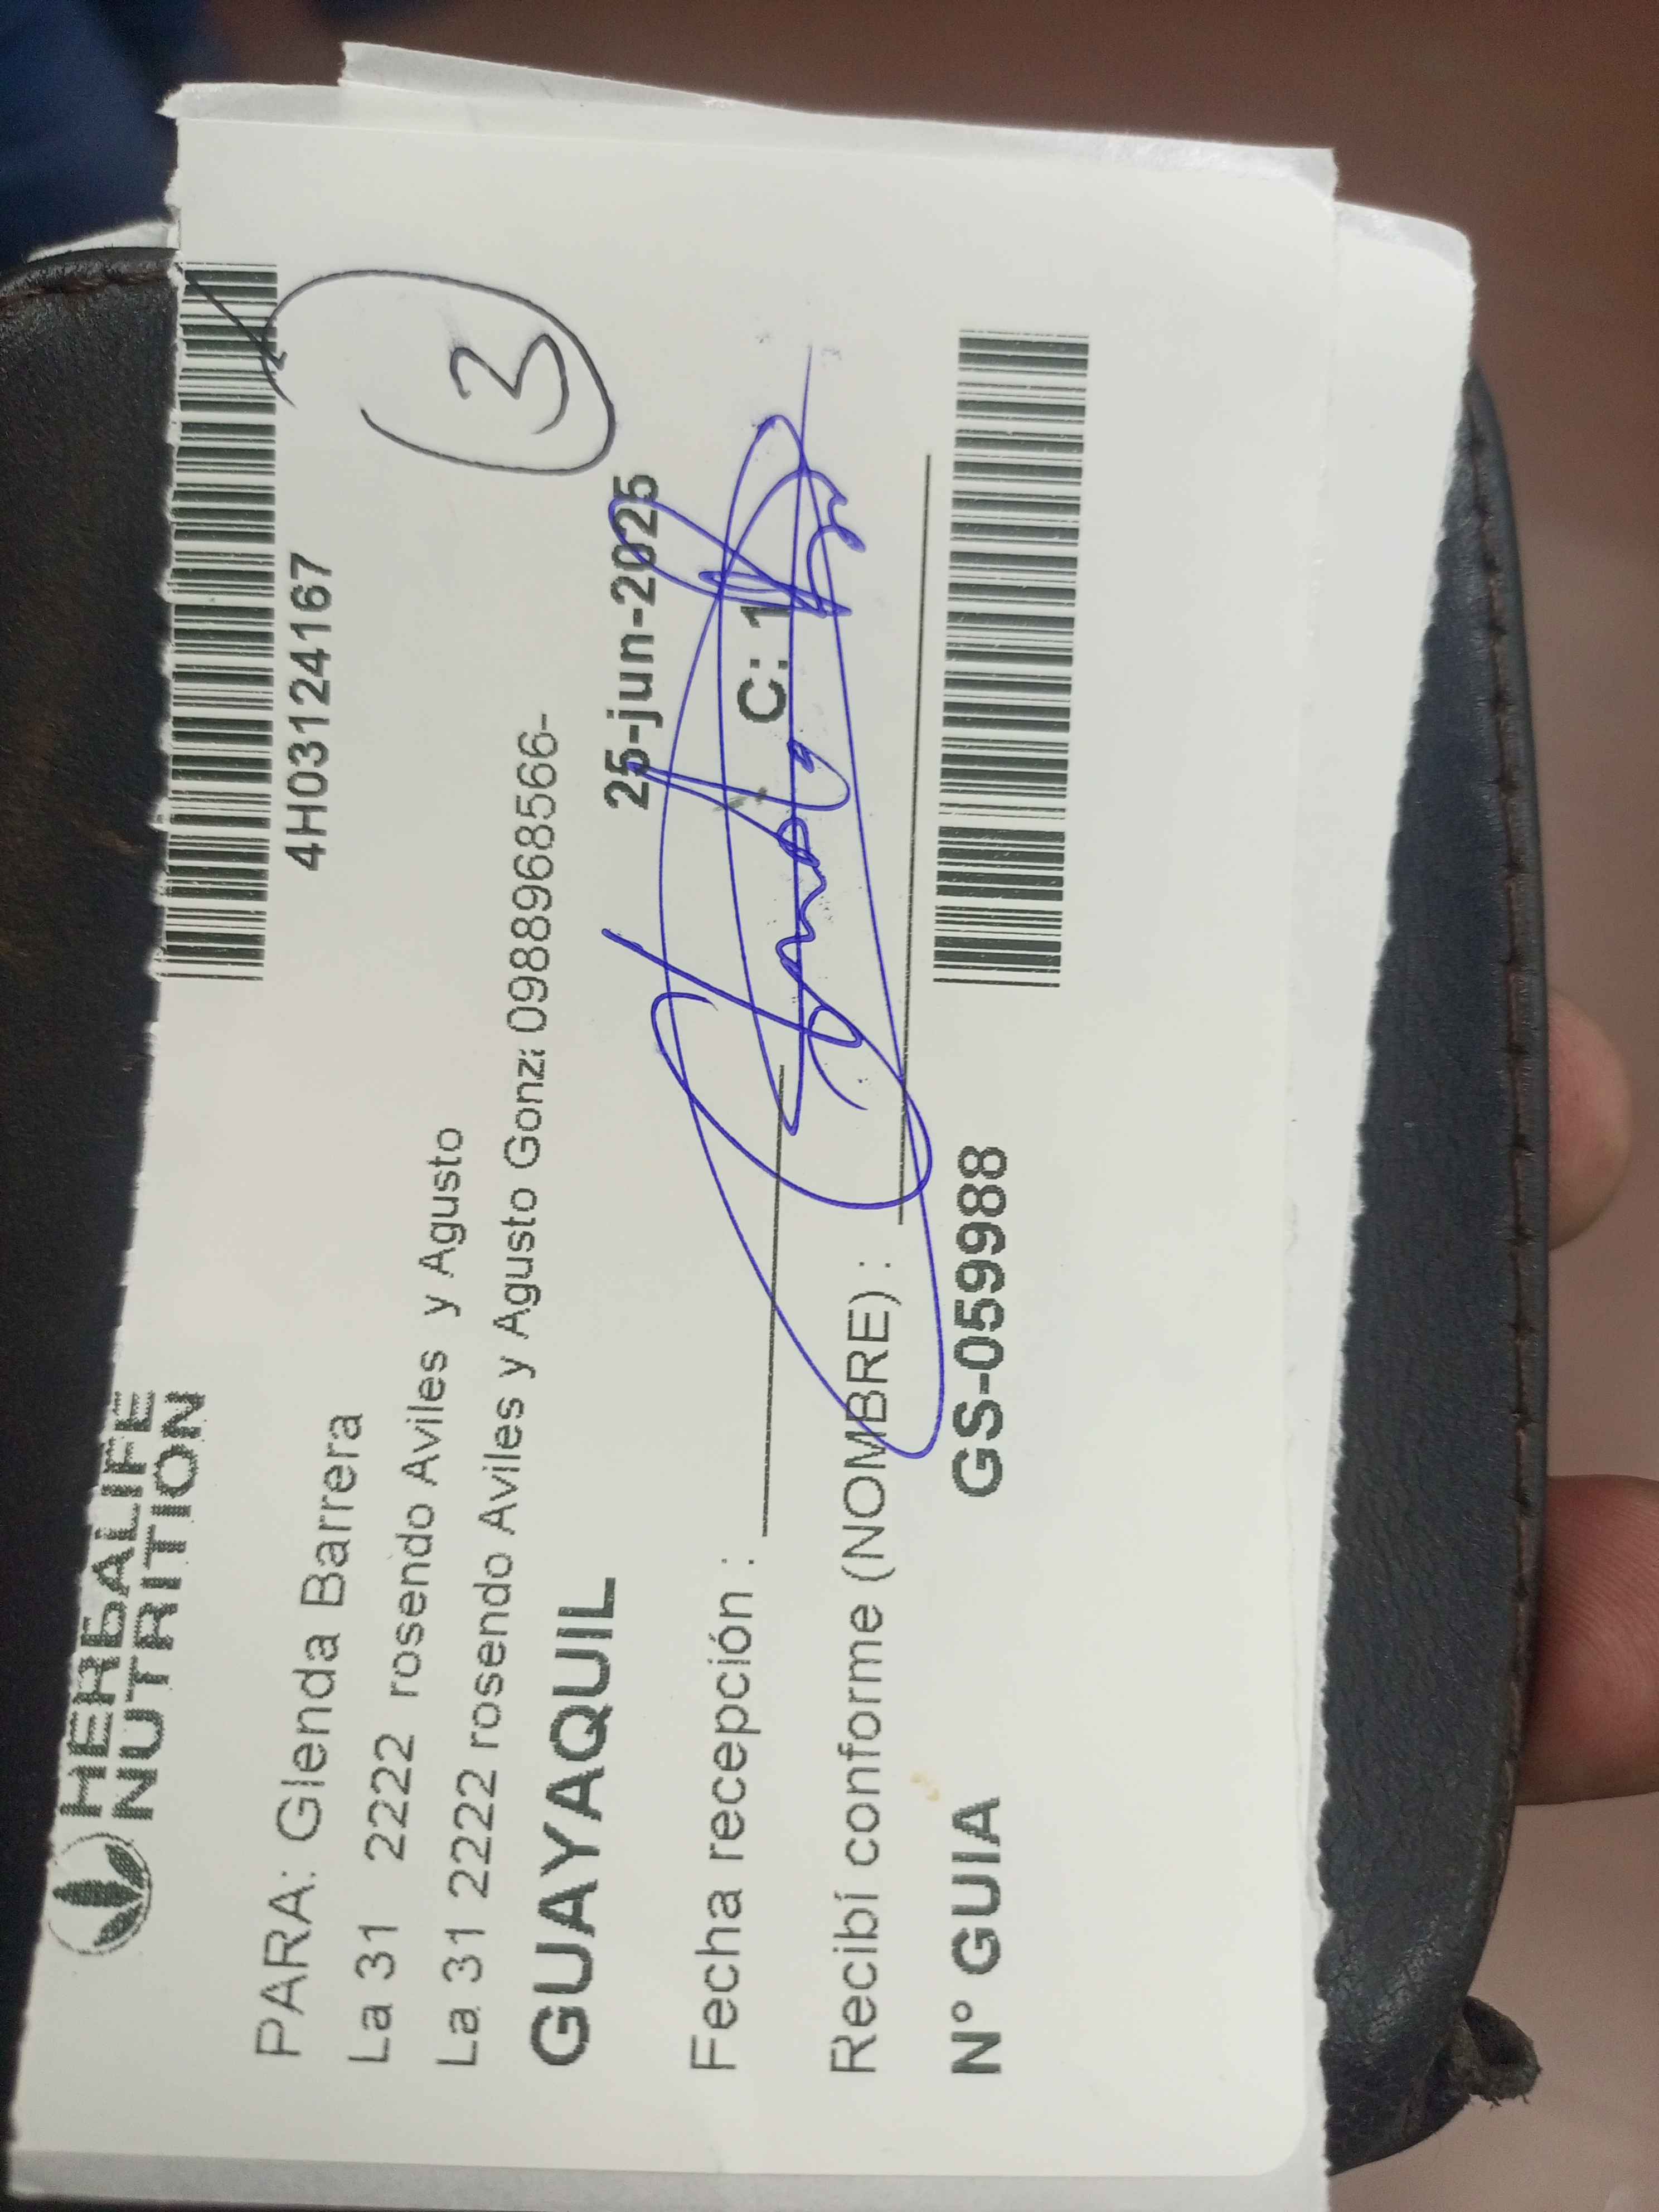 HERBALIFE
NUTRITION
4H03124167
PARA: Glenda Barrera
3
La 31 2222 rosendo Aviles y Agusto
La 31 2222 rosendo Aviles y Agusto Gonz: 0988968566-
GUAYAQUIL
25-jun-2025
Fecha recepción :
C: 1
Recibí conforme (NOMBRE) :
N° GUIA GS-059988